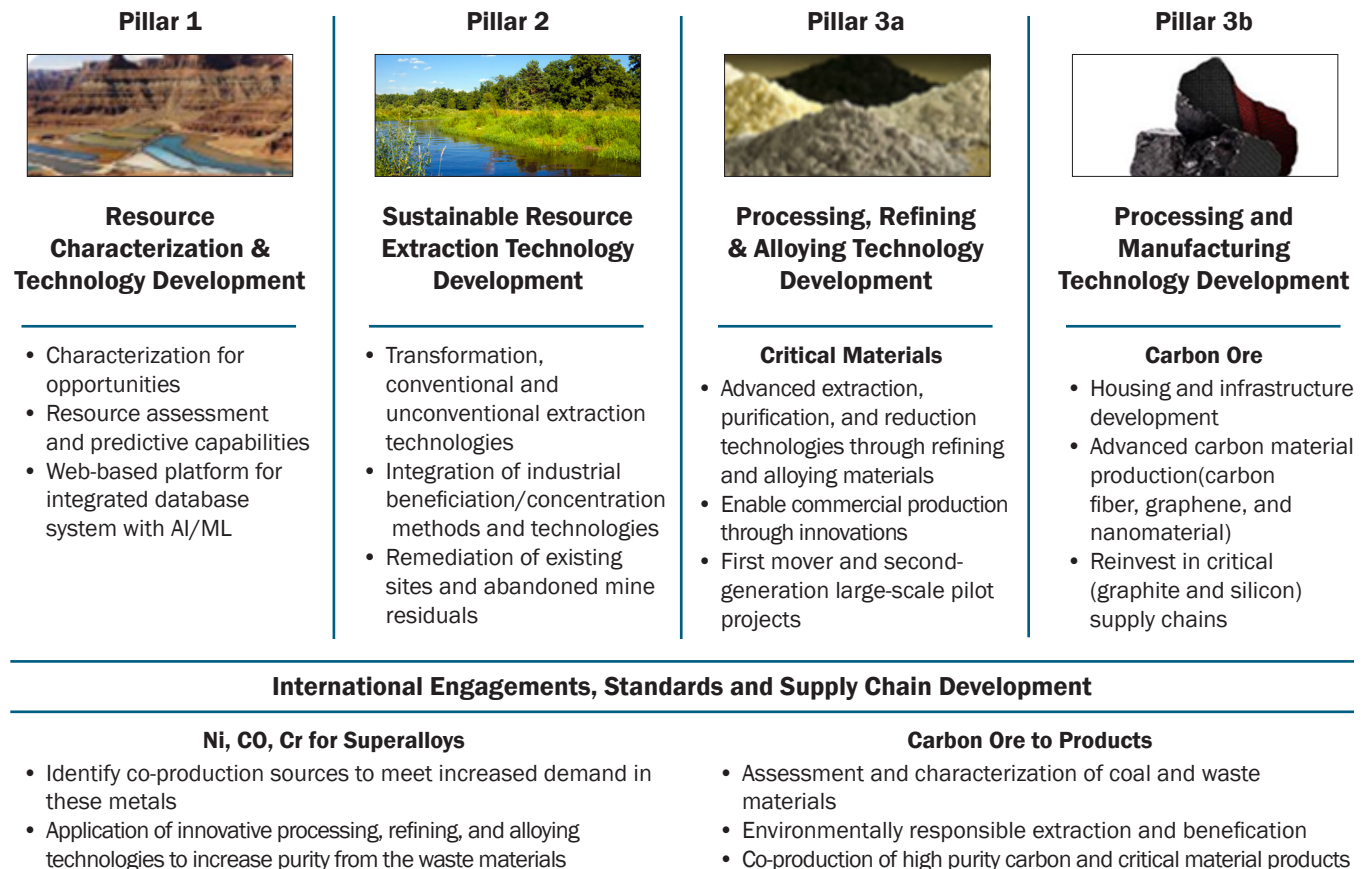 Pillar 1
Resource
Characterization &
Technology Development
• Characterization for
opportunities
• Resource assessment
and predictive capabilities
• Web-based platform for
integrated database
system with AI/ML
Pillar 2
Sustainable Resource
Extraction Technology
Development
• Transformation,
conventional and
unconventional extraction
technologies
• Integration of industrial
beneficiation/concentration
methods and technologies
• Remediation of existing
sites and abandoned mine
residuals
Pillar 3a
Processing, Refining
& Alloying Technology
Development
Critical Materials
• Advanced extraction,
purification, and reduction
technologies through refining
and alloying materials
• Enable commercial production
through innovations
• First mover and second-
generation large-scale pilot
projects
Pillar 3b
Processing and
Manufacturing
Technology Development
Carbon Ore
• Housing and infrastructure
development
• Advanced carbon material
production(carbon
fiber, graphene, and
nanomaterial)
• Reinvest in critical
(graphite and silicon)
supply chains
International Engagements, Standards and Supply Chain Development
Ni, CO, Cr for Superalloys
• Identify co-production sources to meet increased demand in
these metals
• Application of innovative processing, refining, and alloying
technologies to increase purity from the waste materials
Carbon Ore to Products
• Assessment and characterization of coal and waste
materials
• Environmentally responsible extraction and benefication
• Co-production of high purity carbon and critical material products